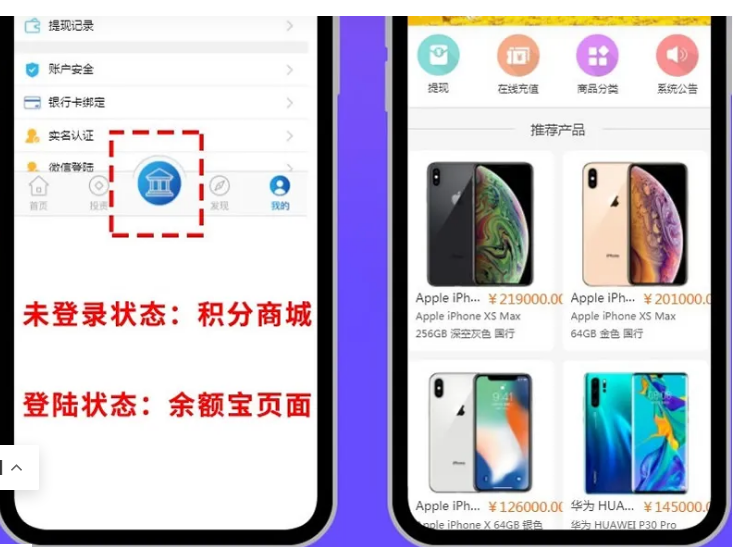 提现记录
账户安全
银行卡绑定
实名认证
微信登陆
首页
投资
发现
我的
未登录状态：积分商城
登陆状态：余额宝页面
提现
在线充值
商品分类
系统公告
推荐产品
Apple iPh... ￥219000.00
Apple iPhone XS Max
256GB 深空灰色 国行
Apple iPh... ￥201000.0
Apple iPhone XS Max
64GB 金色 国行
Apple iPh... ￥126000.00
Apple iPhone X 64GB 银色
华为 HUA... ￥145000.0
华为 HUAWEI P30 Pro